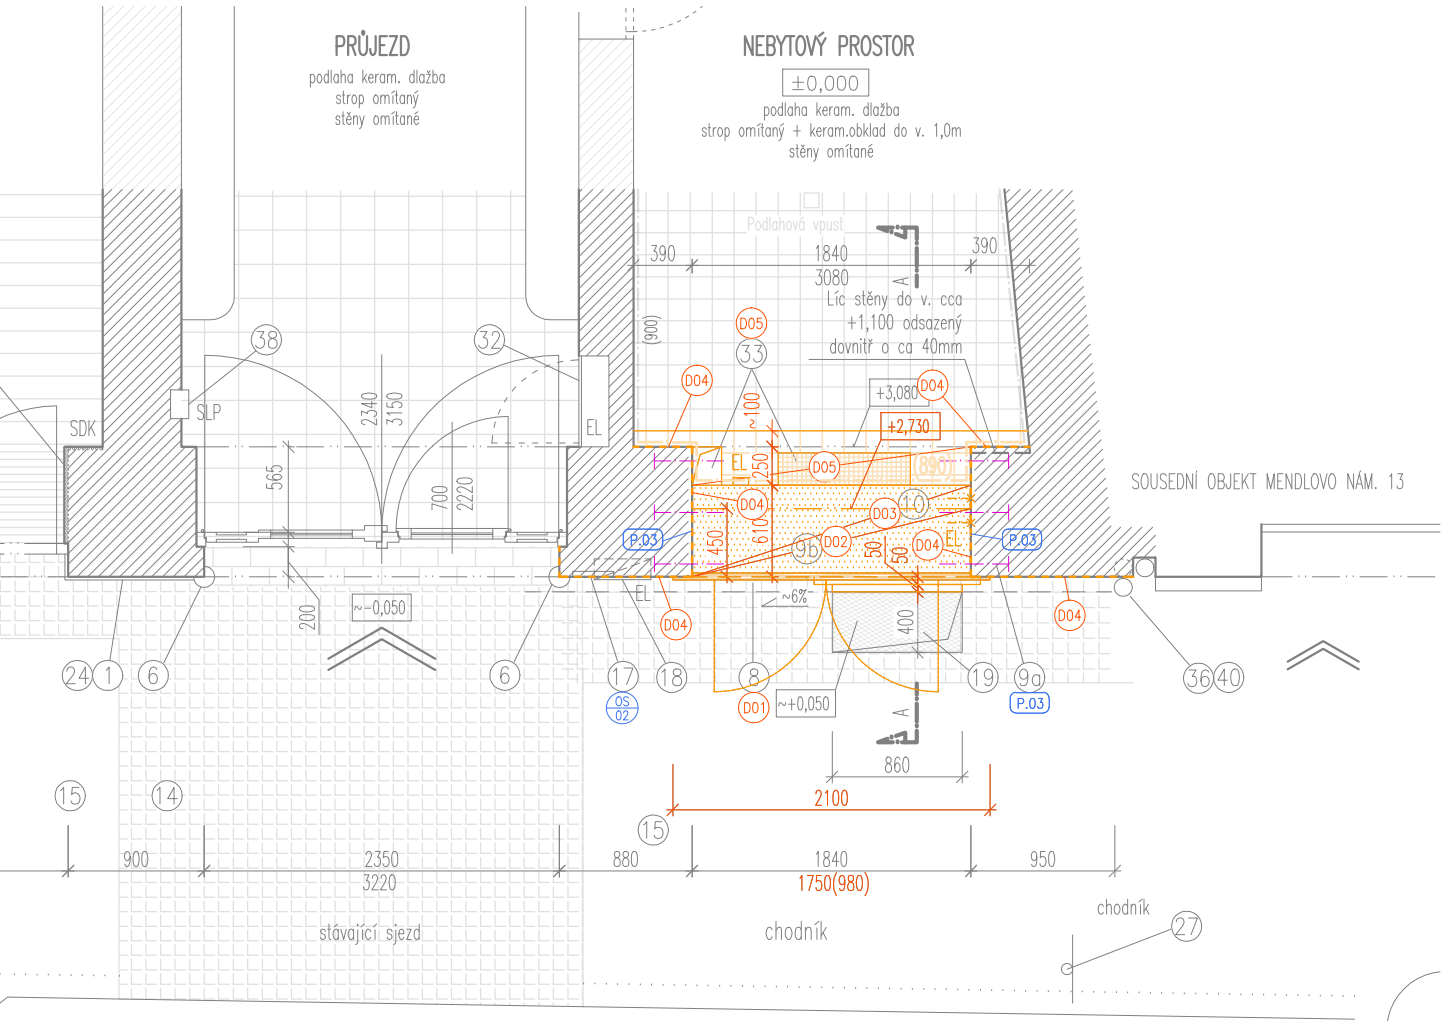 PRŮJEZD
podlaha keram. dlažba
strop omítaný
stěny omítané
NEBYTOVÝ PROSTOR
±0,000
podlaha keram. dlažba
strop omítaný + keram.obklad do v. 1,0m
stěny omítané
Podlahová vpusť
390
1840
390
3080
A
Líc stěny do v. cca
+1,100 odsazený
dovnitř o ca 40mm
(900)
D05
33
38
32
D04
+3,080
D04
SLP
2340
3150
~100
+2,730
SDK
EL
EL
250
D05
(890)
565
700
2220
D04
10
D03
610
450
P.03
9b
D02
50
50
D04
EL
P.03
SOUSEDNÍ OBJEKT MENDLOVO NÁM. 13
200
~-0,050
EL
~6%
D04
400
D04
24
1
6
6
17
18
8
19
9a
36
40
OS
02
D01
~+0,050
A
P.03
860
2100
15
14
15
900
2350
880
1840
950
3220
1750(980)
stávající sjezd
chodník
chodník
27